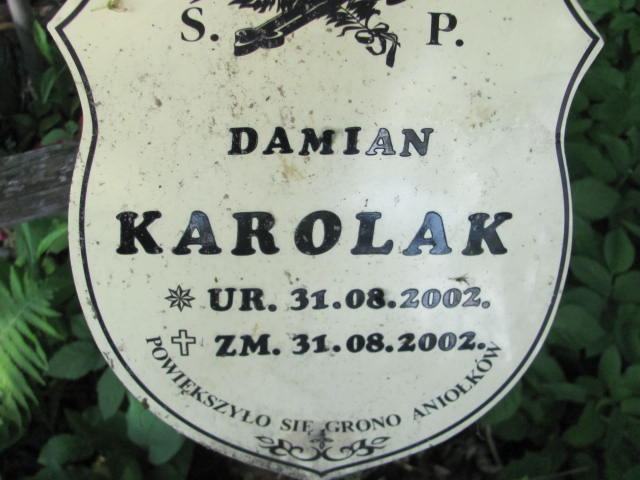 Ś. P.
DAMIAN
KAROLAK
UR. 31.08.2002.
ZM. 31.08.2002.
POWIĘKSZYŁO SIĘ GRONO ANIOŁKÓW